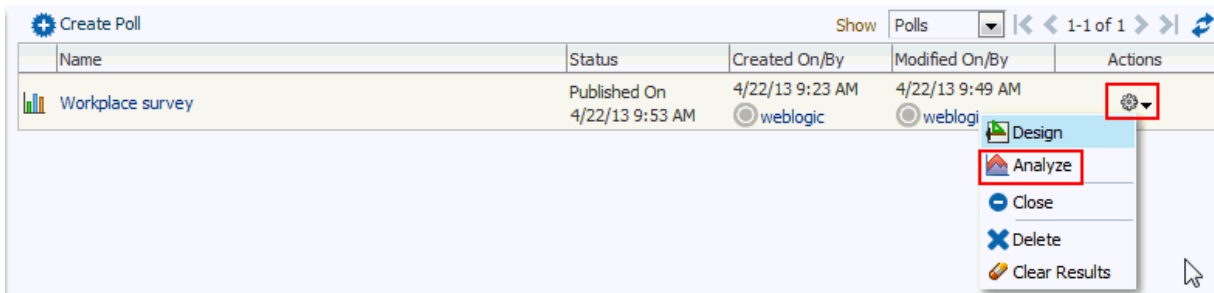 Create Poll Show Polls 1-1 of 1
Name Status Created On/By Modified On/By Actions
Workplace survey Published On 4/22/13 9:23 AM 4/22/13 9:49 AM
4/22/13 9:53 AM weblogic weblogi
Design
Analyze
Close
Delete
Clear Results